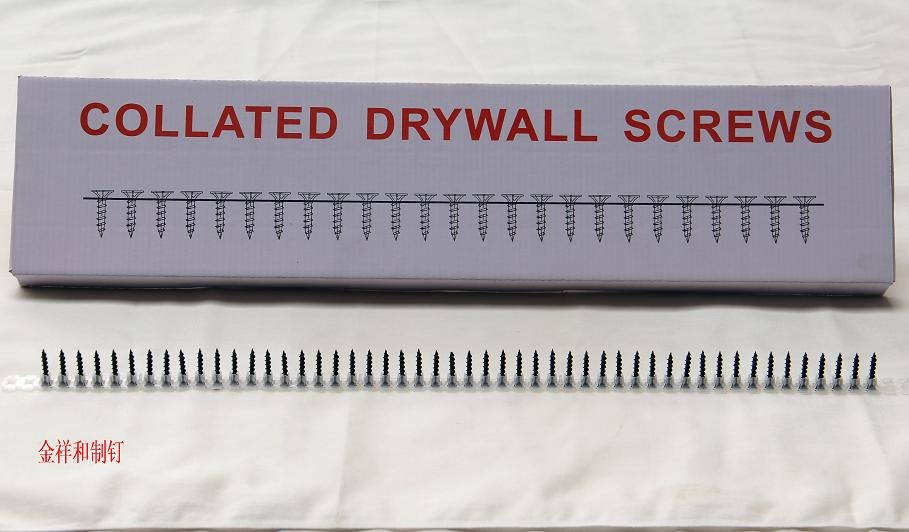 COLLATED DRYWALL SCREWS
金祥和制钉